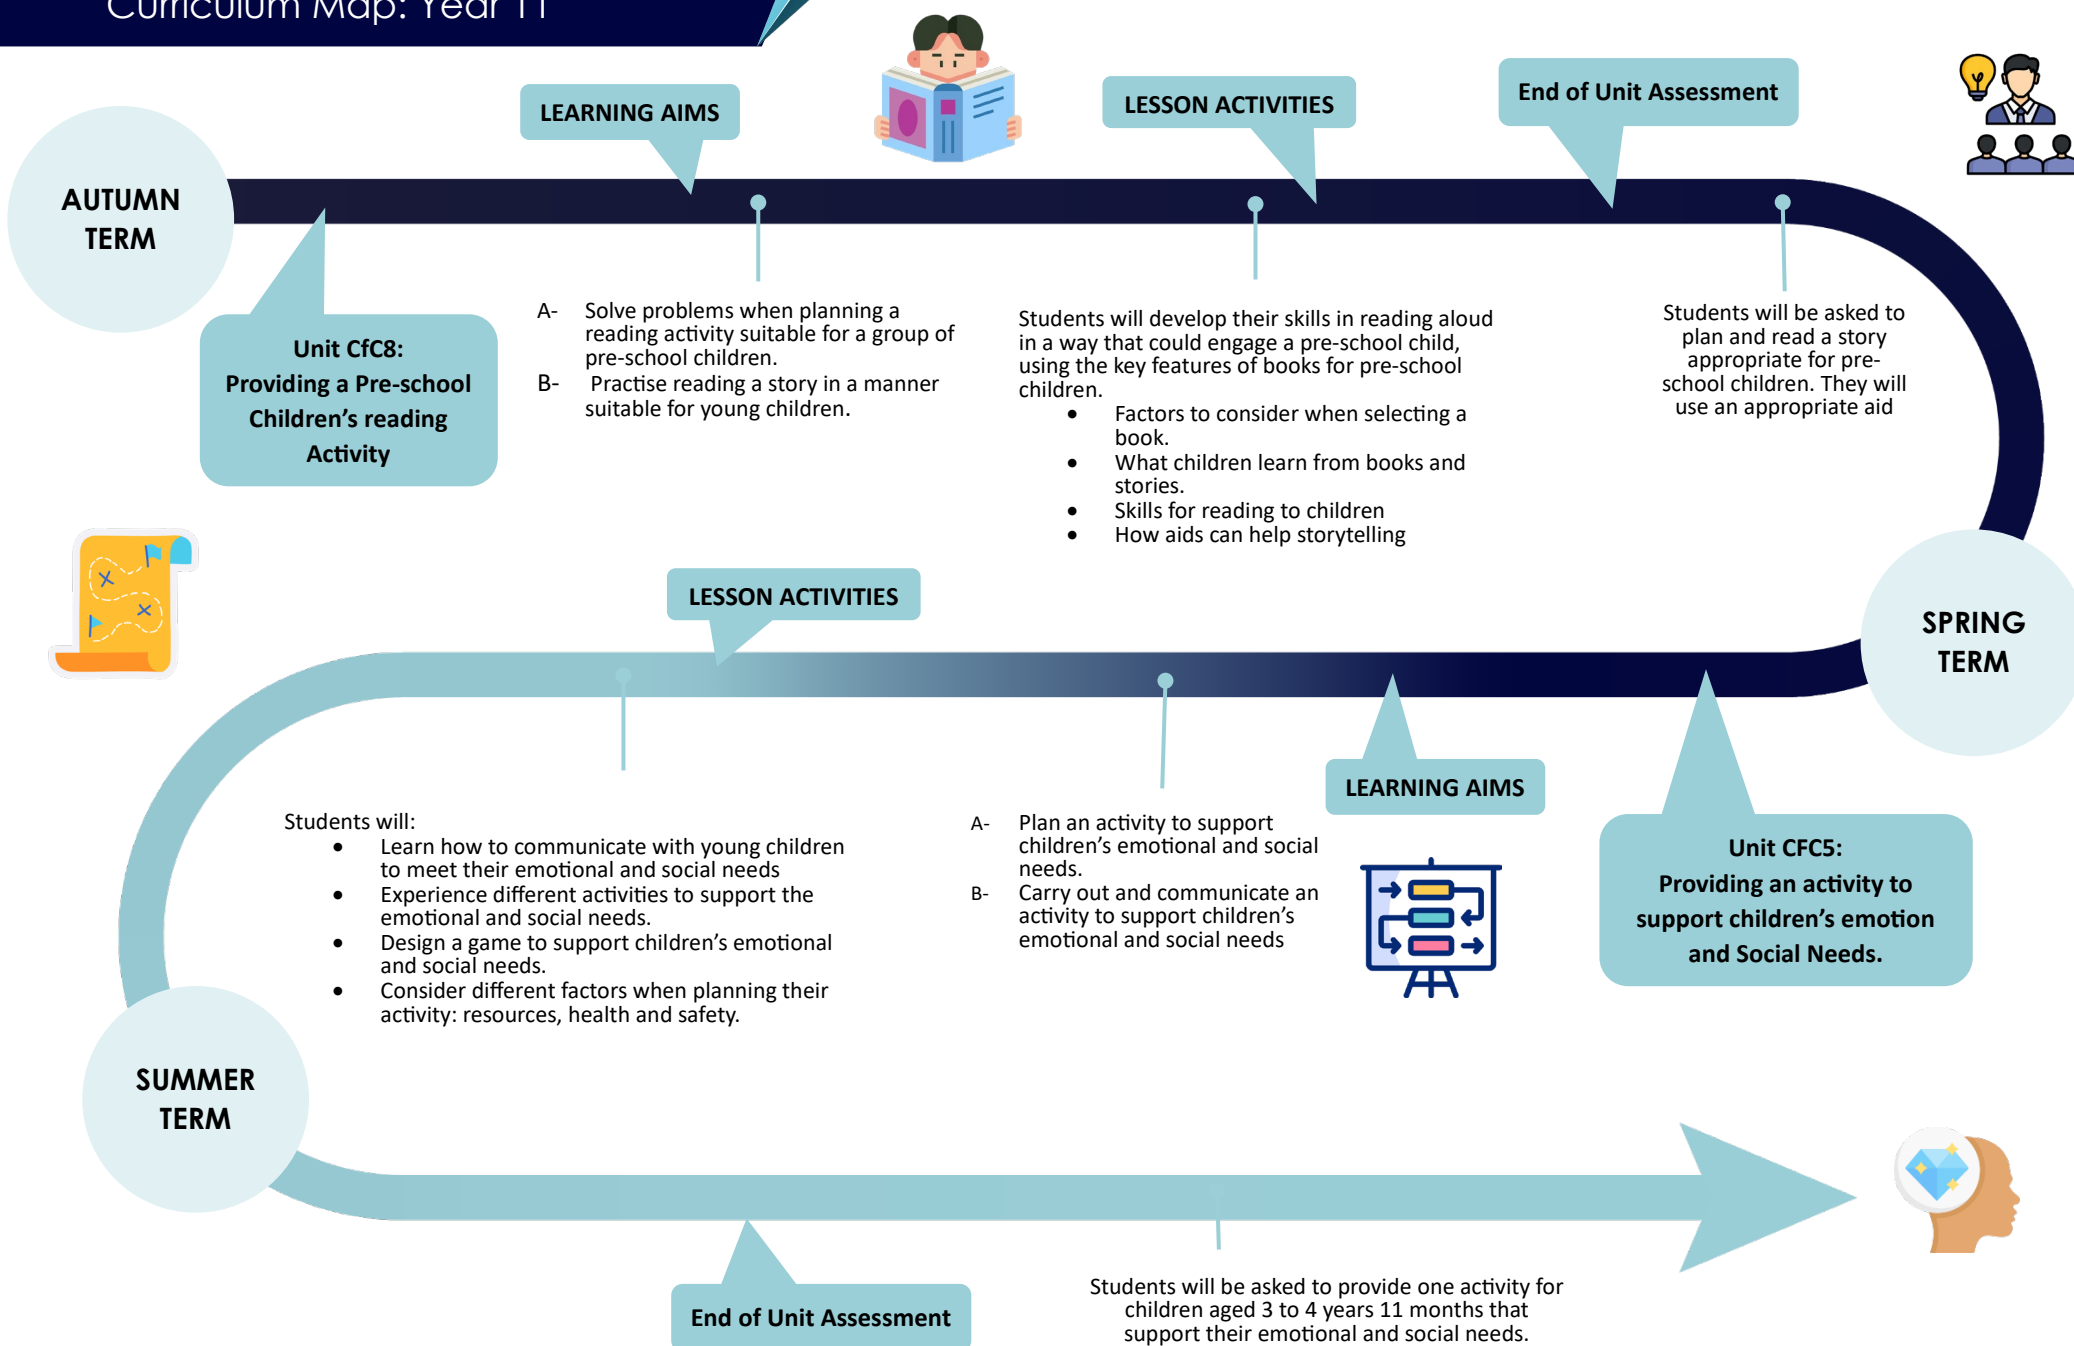 Curriculum Map: Year 11
LEARNING AIMS
LESSON ACTIVITIES
End of Unit Assessment
AUTUMN
TERM
Unit CfC8:
Providing a Pre-school
Children’s reading
Activity
A- Solve problems when planning a
reading activity suitable for a group of
pre-school children.
B- Practise reading a story in a manner
suitable for young children.
Students will develop their skills in reading aloud
in a way that could engage a pre-school child,
using the key features of books for pre-school
children.
• Factors to consider when selecting a
book.
• What children learn from books and
stories.
• Skills for reading to children
• How aids can help storytelling
Students will be asked to
plan and read a story
appropriate for pre-
school children. They will
use an appropriate aid
SPRING
TERM
Unit CFC5:
Providing an activity to
support children’s emotion
and Social Needs.
LEARNING AIMS
A- Plan an activity to support
children’s emotional and social
needs.
B- Carry out and communicate an
activity to support children’s
emotional and social needs
LESSON ACTIVITIES
Students will:
• Learn how to communicate with young children
to meet their emotional and social needs
• Experience different activities to support the
emotional and social needs.
• Design a game to support children’s emotional
and social needs.
• Consider different factors when planning their
activity: resources, health and safety.
SUMMER
TERM
End of Unit Assessment
Students will be asked to provide one activity for
children aged 3 to 4 years 11 months that
support their emotional and social needs.